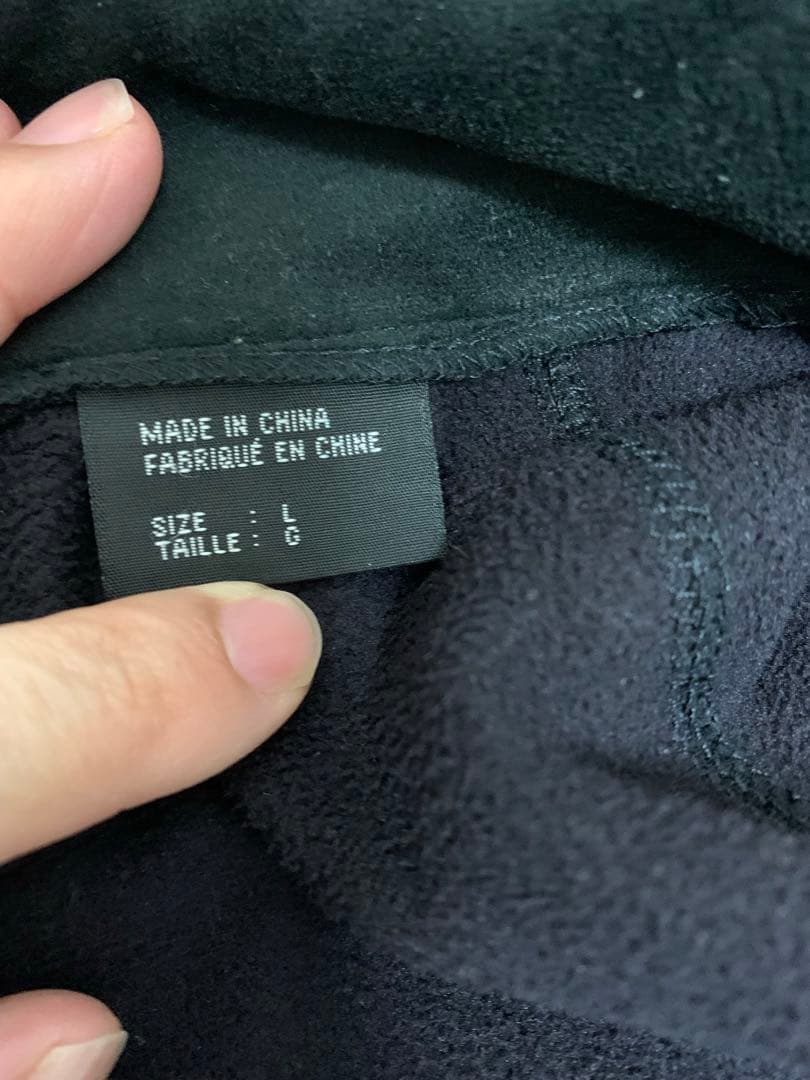 MADE IN CHINA
FABRIQUÉ EN CHINE
SIZE : L
TAILLE : G